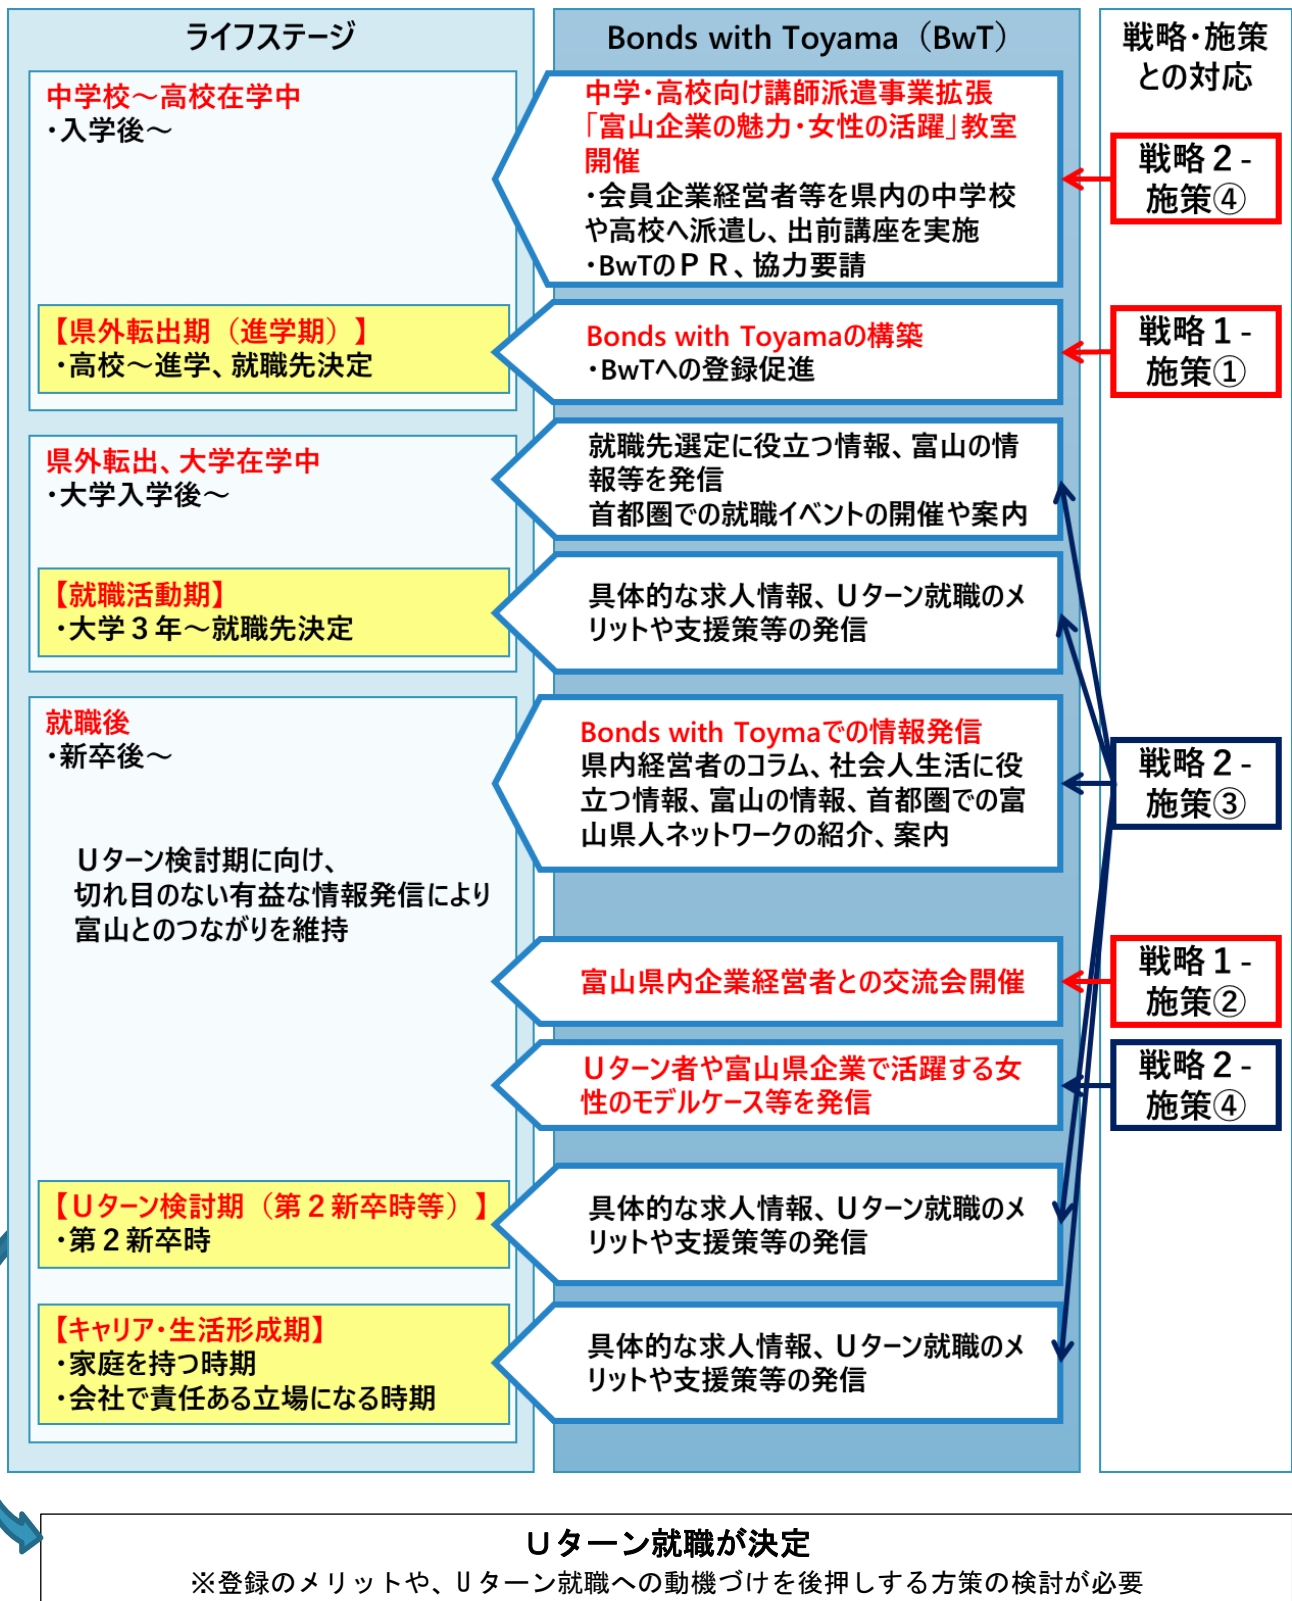 ライフステージ
Bonds with Toyama（BwT）
戦略・施策
との対応
中学校～高校在学中
・入学後～
中学・高校向け講師派遣事業拡張
「富山企業の魅力・女性の活躍」教室
開催
・会員企業経営者等を県内の中学校
や高校へ派遣し、出前講座を実施
・BwTのＰＲ、協力要請
戦略２-
施策④
【県外転出期（進学期）】
・高校～進学、就職先決定
Bonds with Toyamaの構築
・BwTへの登録促進
戦略１-
施策①
県外転出、大学在学中
・大学入学後～
就職先選定に役立つ情報、富山の情
報等を発信
首都圏での就職イベントの開催や案内
【就職活動期】
・大学３年～就職先決定
具体的な求人情報、Ｕターン就職のメ
リットや支援策等の発信
就職後
・新卒後～
Ｕターン検討期に向け、
切れ目のない有益な情報発信により
富山とのつながりを維持
Bonds with Toymaでの情報発信
県内経営者のコラム、社会人生活に役
立つ情報、富山の情報、首都圏での富
山県人ネットワークの紹介、案内
戦略２-
施策③
富山県内企業経営者との交流会開催
戦略１-
施策②
Ｕターン者や富山県企業で活躍する女
性のモデルケース等を発信
戦略２-
施策④
【Ｕターン検討期（第２新卒時等）】
・第２新卒時
具体的な求人情報、Ｕターン就職のメ
リットや支援策等の発信
【キャリア・生活形成期】
・家庭を持つ時期
・会社で責任ある立場になる時期
具体的な求人情報、Ｕターン就職のメ
リットや支援策等の発信
Ｕターン就職が決定
※登録のメリットや、Ｕターン就職への動機づけを後押しする方策の検討が必要